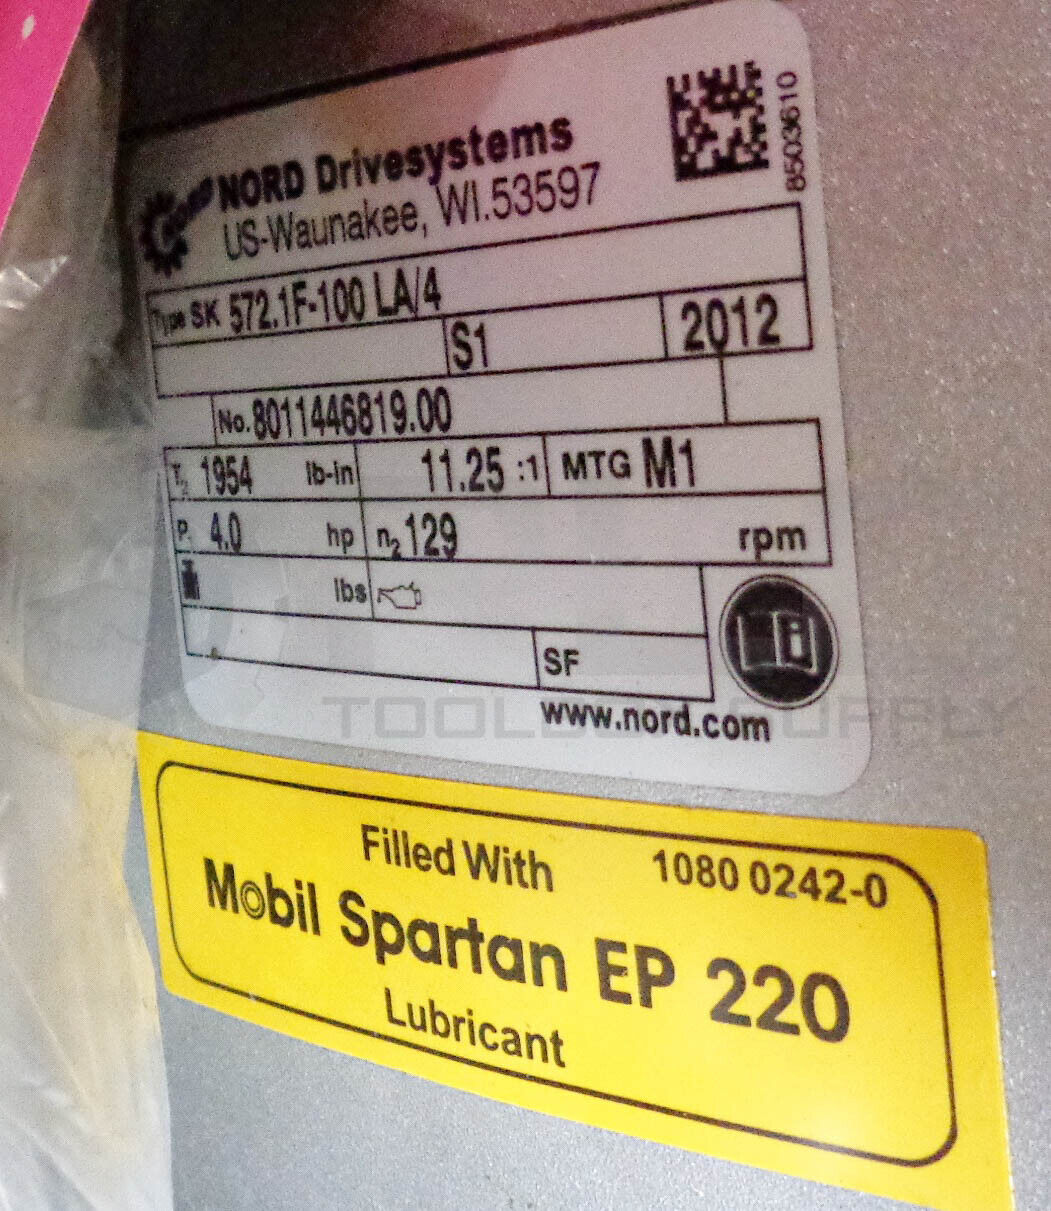 NORD
NORD Drivesystems
US-Waunakee, WI.53597
8503610
Type SK 572.1F-100 LA/4
S1 2012
No. 8011446819.00
T2 1954 lb-in 11.25 :1 MTG M1
P 4.0 hp n2 129 rpm
lbs
SF
i
www.nord.com
TOOL SUPPLY
Filled With 1080 0242-0
Mobil Spartan EP 220
Lubricant